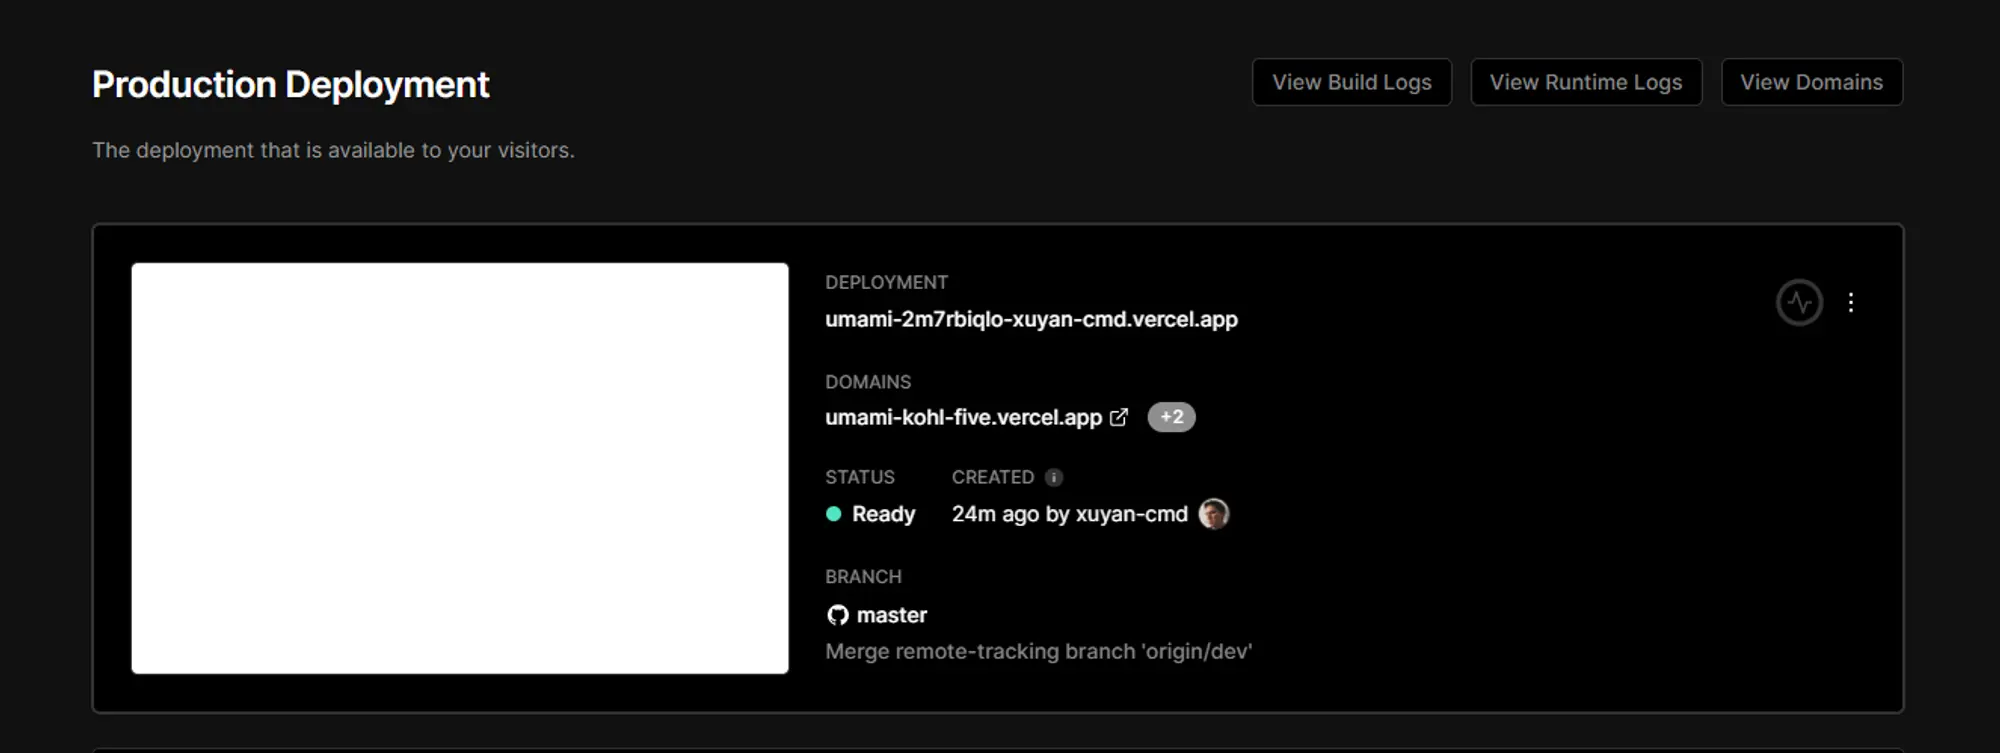 Production Deployment
View Build Logs
View Runtime Logs
View Domains
The deployment that is available to your visitors.
DEPLOYMENT
umami-2m7rbiqlo-xuyan-cmd.vercel.app
DOMAINS
umami-kohl-five.vercel.app +2
STATUS
CREATED
Ready
24m ago by xuyan-cmd
BRANCH
master
Merge remote-tracking branch 'origin/dev'